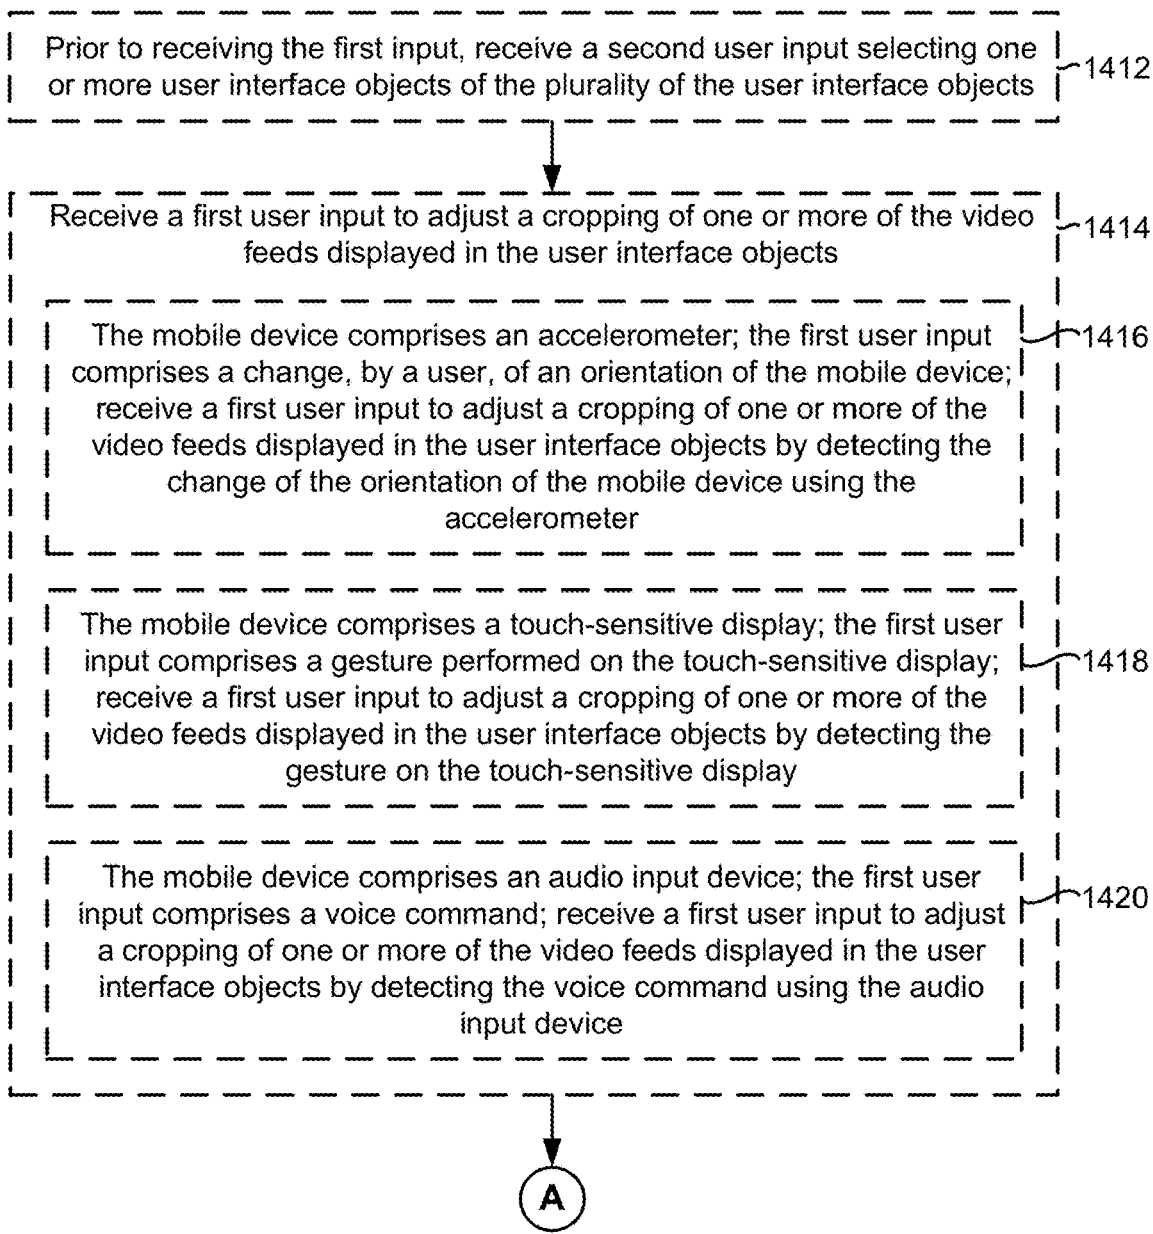 Prior to receiving the first input, receive a second user input selecting one
or more user interface objects of the plurality of the user interface objects
1412
Receive a first user input to adjust a cropping of one or more of the video
feeds displayed in the user interface objects
1414
The mobile device comprises an accelerometer; the first user input
comprises a change, by a user, of an orientation of the mobile device;
receive a first user input to adjust a cropping of one or more of the
video feeds displayed in the user interface objects by detecting the
change of the orientation of the mobile device using the
accelerometer
1416
The mobile device comprises a touch-sensitive display; the first user
input comprises a gesture performed on the touch-sensitive display;
receive a first user input to adjust a cropping of one or more of the
video feeds displayed in the user interface objects by detecting the
gesture on the touch-sensitive display
1418
The mobile device comprises an audio input device; the first user
input comprises a voice command; receive a first user input to adjust
a cropping of one or more of the video feeds displayed in the user
interface objects by detecting the voice command using the audio
input device
1420
A